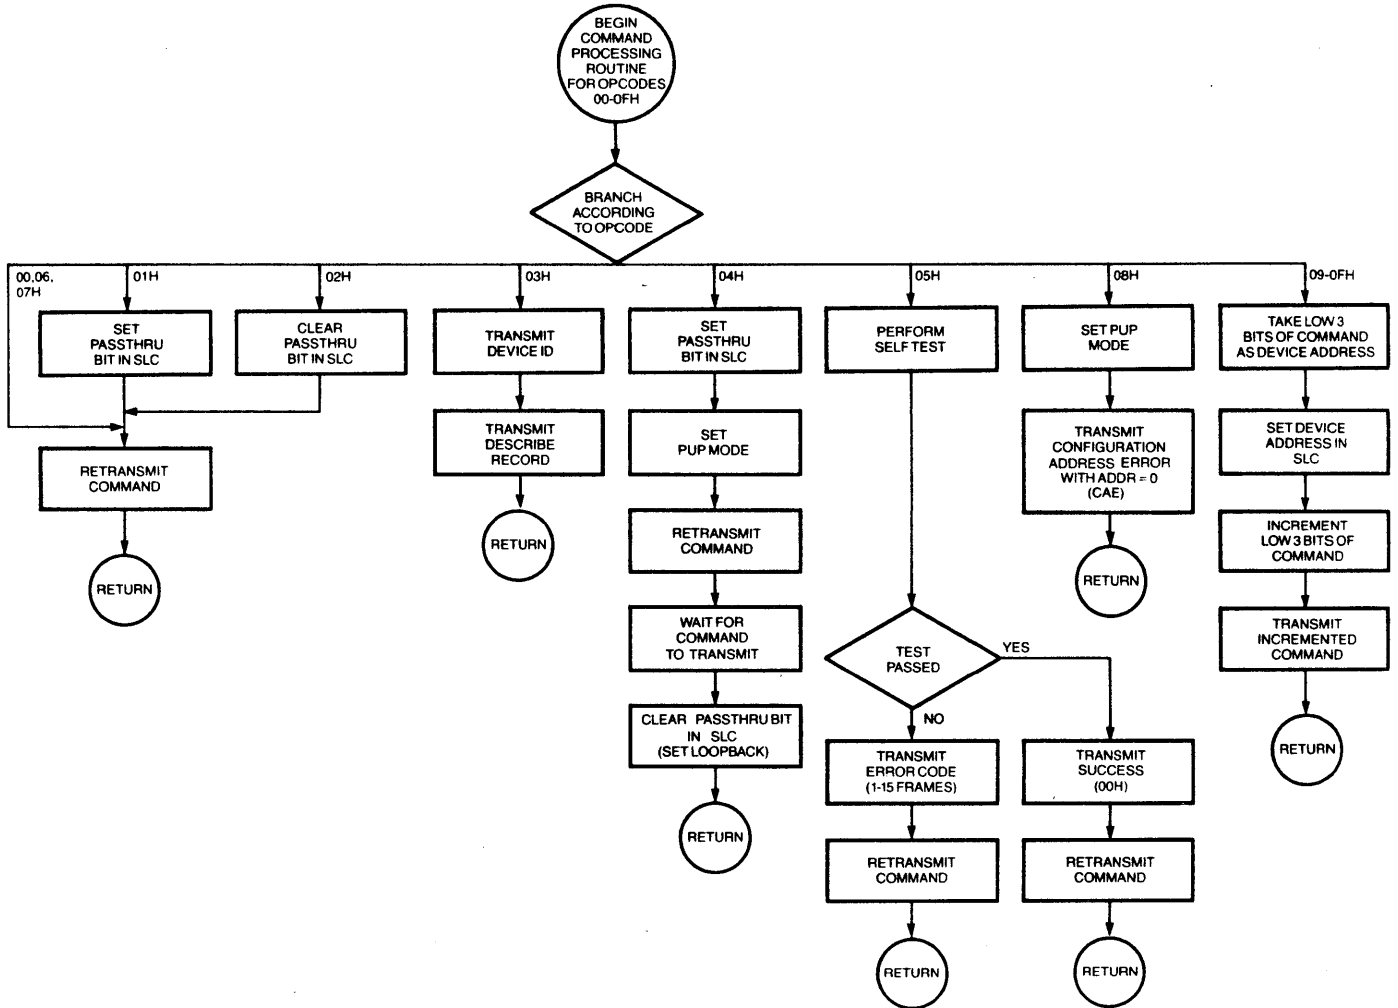 BEGIN
COMMAND
PROCESSING
ROUTINE
FOR OPCODES
00-0FH
BRANCH
ACCORDING
TO OPCODE
00,06,
07H
01H
02H
03H
04H
05H
08H
09-0FH
SET
PASSTHRU
BIT IN SLC
CLEAR
PASSTHRU
BIT IN SLC
TRANSMIT
DEVICE ID
SET
PASSTHRU
BIT IN SLC
PERFORM
SELF TEST
SET PUP
MODE
TAKE LOW 3
BITS OF COMMAND
AS DEVICE ADDRESS
RETRANSMIT
COMMAND
TRANSMIT
DESCRIBE
RECORD
SET
PUP MODE
TRANSMIT
CONFIGURATION
ADDRESS ERROR
WITH ADDR = 0
(CAE)
SET DEVICE
ADDRESS IN
SLC
RETURN
RETURN
RETRANSMIT
COMMAND
RETURN
INCREMENT
LOW 3 BITS OF
COMMAND
WAIT FOR
COMMAND
TO TRANSMIT
TEST
PASSED
YES
NO
TRANSMIT
INCREMENTED
COMMAND
CLEAR PASSTHRU BIT
IN SLC
(SET LOOPBACK)
TRANSMIT
ERROR CODE
(1-15 FRAMES)
TRANSMIT
SUCCESS
(00H)
RETURN
RETURN
RETRANSMIT
COMMAND
RETRANSMIT
COMMAND
RETURN
RETURN